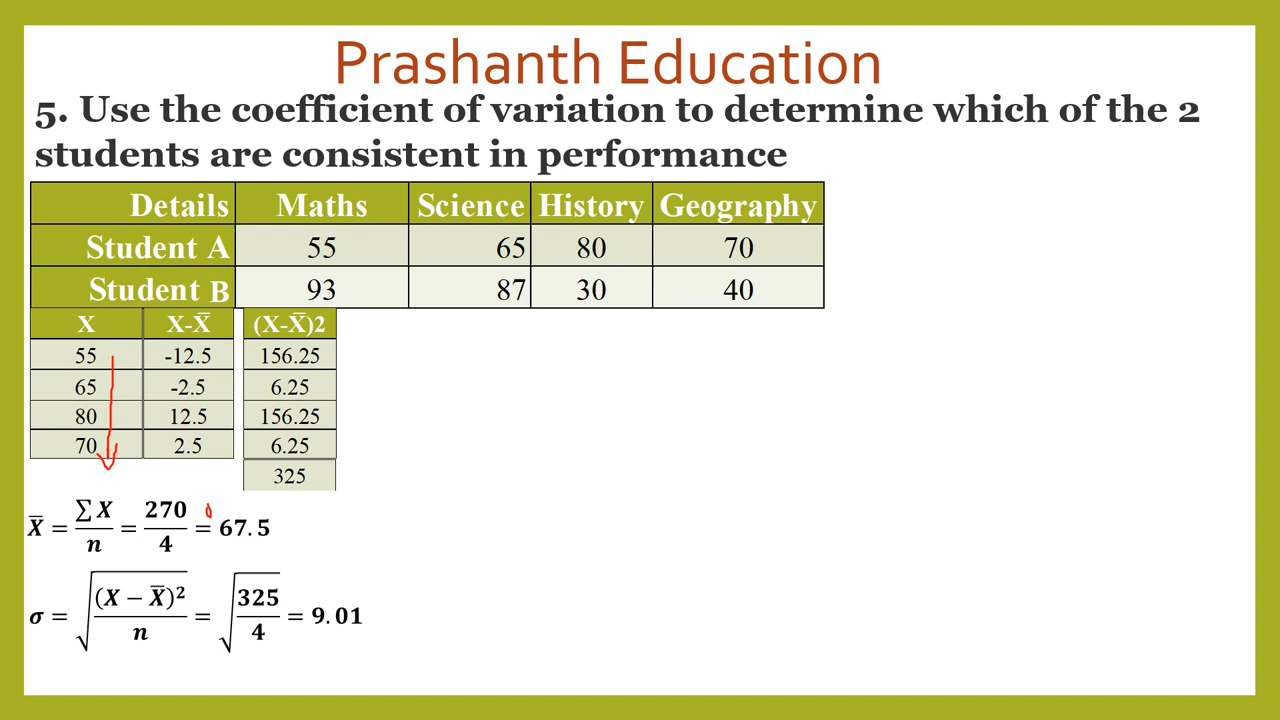 Prashanth Education
5. Use the coefficient of variation to determine which of the 2
students are consistent in performance
Details Maths Science History Geography
Student A 55 65 80 70
Student B 93 87 30 40
X X-X̅ (X-X̅)2
55 -12.5 156.25
65 -2.5 6.25
80 12.5 156.25
70 2.5 6.25
325
X̅ = ∑X/n = 270/4 = 67.5
σ = √((X − X̅)²/n) = √(325/4) = 9.01